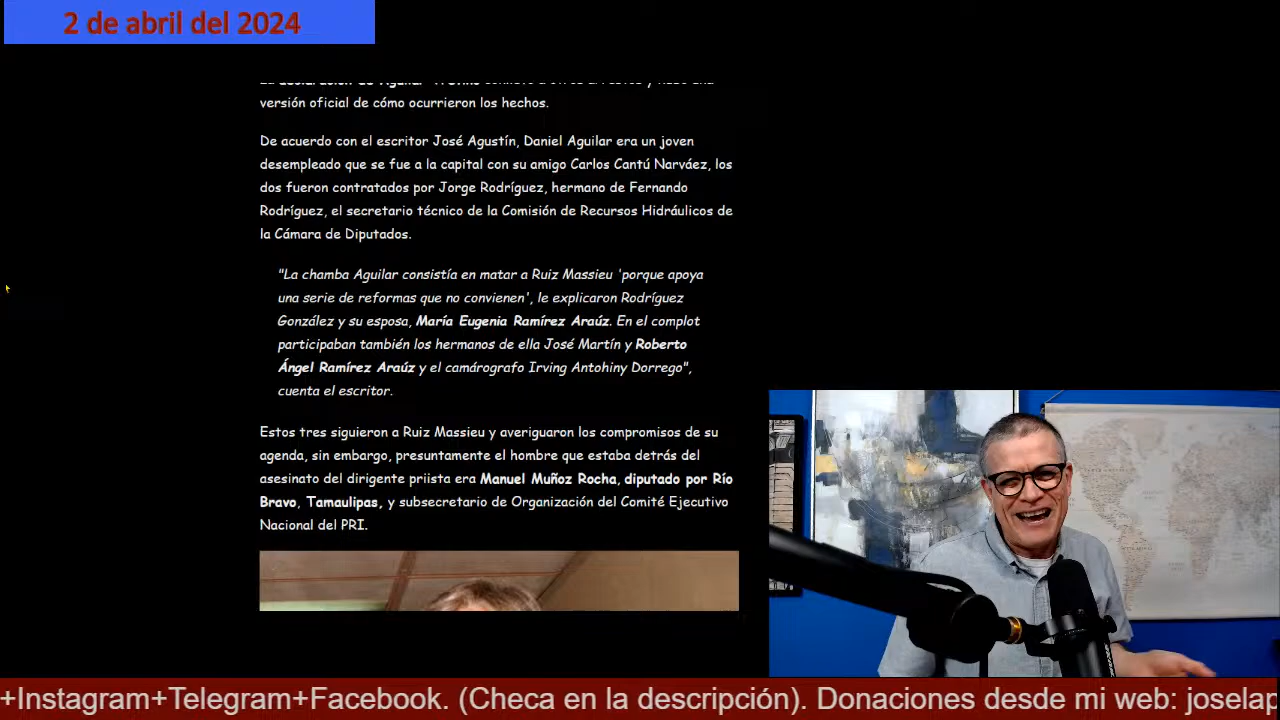 2 de abril del 2024
versión oficial de cómo ocurrieron los hechos.
De acuerdo con el escritor José Agustín, Daniel Aguilar era un joven
desempleado que se fue a la capital con su amigo Carlos Cantú Narváez, los
dos fueron contratados por Jorge Rodríguez, hermano de Fernando
Rodríguez, el secretario técnico de la Comisión de Recursos Hidráulicos de
la Cámara de Diputados.
"La chamba Aguilar consistía en matar a Ruiz Massieu 'porque apoya
una serie de reformas que no convienen', le explicaron Rodríguez
González y su esposa, María Eugenia Ramírez Araúz. En el complot
participaban también los hermanos de ella José Martín y Roberto
Ángel Ramírez Araúz y el camárografo Irving Antohiny Dorrego",
cuenta el escritor.
Estos tres siguieron a Ruiz Massieu y averiguaron los compromisos de su
agenda, sin embargo, presuntamente el hombre que estaba detrás del
asesinato del dirigente priista era Manuel Muñoz Rocha, diputado por Río
Bravo, Tamaulipas, y subsecretario de Organización del Comité Ejecutivo
Nacional del PRI.
+Instagram+Telegram+Facebook. (Checa en la descripción). Donaciones desde mi web: joselap